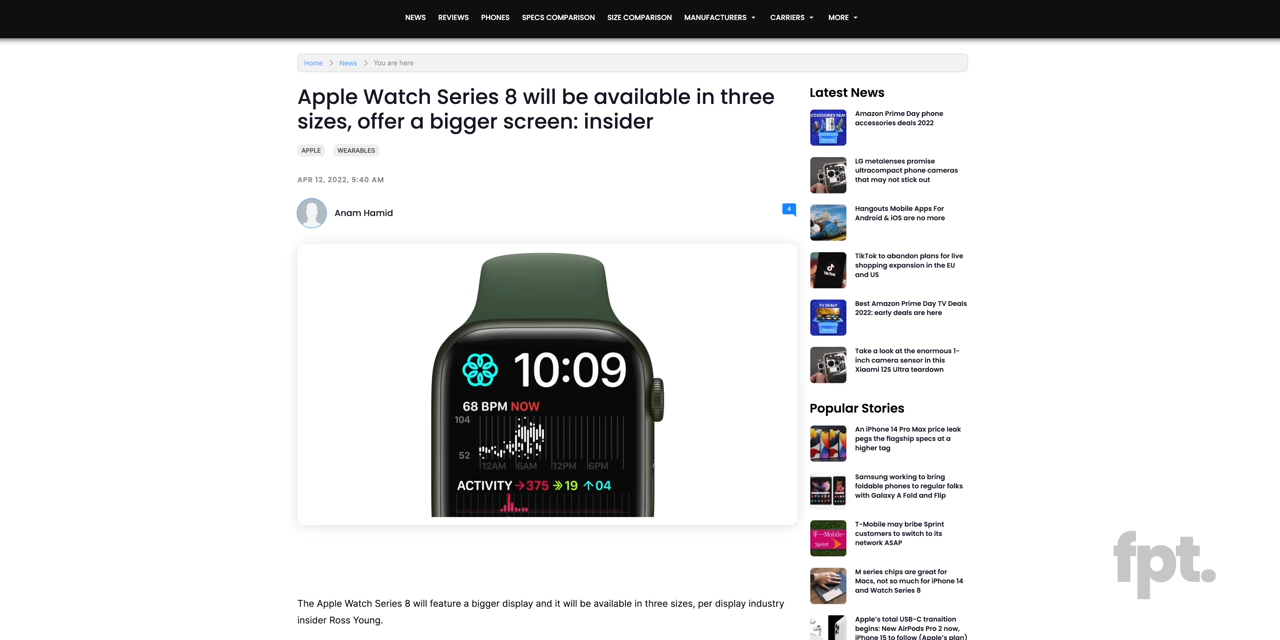 NEWS REVIEWS PHONES SPECS COMPARISON SIZE COMPARISON MANUFACTURERS CARRIERS MORE
Home > News > You are here
Apple Watch Series 8 will be available in three
sizes, offer a bigger screen: insider
APPLE WEARABLES
APR 12, 2022, 9:40 AM
Anam Hamid
4
10:09
68 BPM NOW
104
52
12AM 6AM 12PM 6PM
ACTIVITY →375 >>19 ↑04
The Apple Watch Series 8 will feature a bigger display and it will be available in three sizes, per display industry
insider Ross Young.
Latest News
Amazon Prime Day phone
accessories deals 2022
LG metalenses promise
ultracompact phone cameras
that may not stick out
Hangouts Mobile Apps For
Android & iOS are no more
TikTok
TikTok to abandon plans for live
shopping expansion in the EU
and US
TV DEALS
Best Amazon Prime Day TV Deals
2022: early deals are here
Take a look at the enormous 1-
inch camera sensor in this
Xiaomi 12S Ultra teardown
Popular Stories
An iPhone 14 Pro Max price leak
pegs the flagship specs at a
higher tag
Samsung working to bring
foldable phones to regular folks
with Galaxy A Fold and Flip
T-Mobile
Sprint
T-Mobile may bribe Sprint
customers to switch to its
network ASAP
M series chips are great for
Macs, not so much for iPhone 14
and Watch Series 8
Apple's total USB-C transition
begins: New AirPods Pro 2 now,
iPhone 15 to follow (Apple's plan)
fpt.